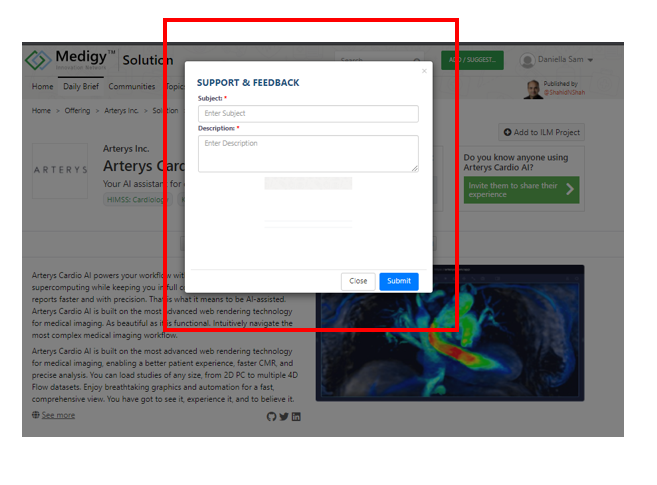 Medigy™ Solution
Innovation Network
Search
ADD / SUGGEST...
Daniella Sam
Home Daily Brief Communities Topic
Published by
@ShahidNShah
Home > Offering > Arterys Inc. > Solution
Add to ILM Project
ARTERYS
Arterys Inc.
Arterys Card
Your AI assistant for
HIMSS: Cardiology
Do you know anyone using
Arterys Cardio AI?
Invite them to share their
experience
×
SUPPORT & FEEDBACK
Subject: *
Enter Subject
Description: *
Enter Description
Close Submit
Arterys Cardio AI powers your workflow wit
supercomputing while keeping you in full o
reports faster and with precision. That is what it means to be AI-assisted.
Arterys Cardio AI is built on the most advanced web rendering technology
for medical imaging. As beautiful as it is functional. Intuitively navigate the
most complex medical imaging workflow.
Arterys Cardio AI is built on the most advanced web rendering technology
for medical imaging, enabling a better patient experience, faster CMR, and
precise analysis. You can load studies of any size, from 2D PC to multiple 4D
Flow datasets. Enjoy breathtaking graphics and automation for a fast,
comprehensive view. You have got to see it, experience it, and to believe it.
See more